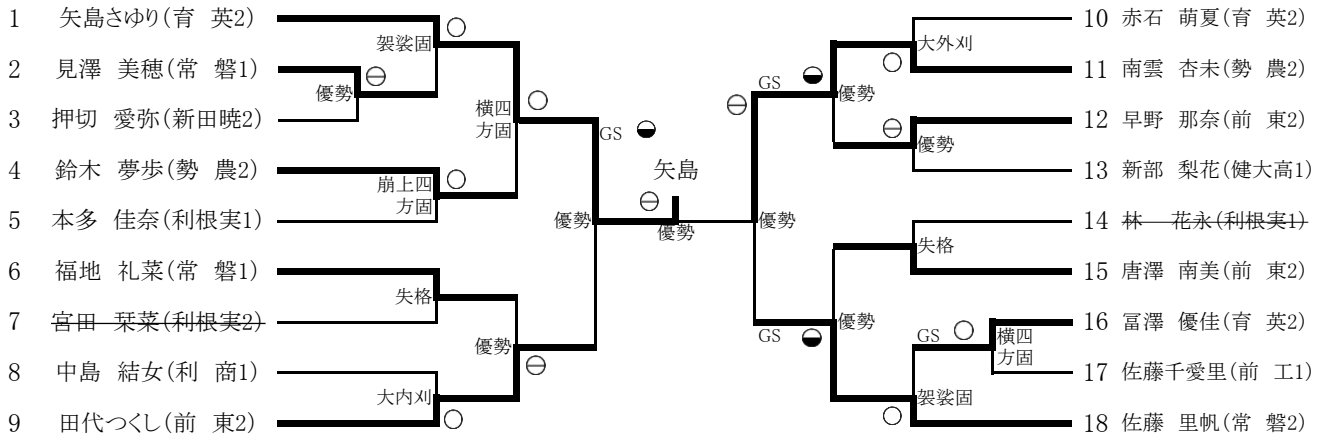 1 矢島さゆり(育 英2)
2 見澤 美穂(常 磐1)
3 押切 愛弥(新田暁2)
4 鈴木 夢歩(勢 農2)
5 本多 佳奈(利根実1)
6 福地 礼菜(常 磐1)
7 宮田 栞菜(利根実2)
8 中島 結女(利 商1)
9 田代つくし(前 東2)
袈裟固
優勢
崩上四
方固
失格
大内刈
横四
方固
優勢
GS
優勢
矢島
優勢
GS
優勢
GS
優勢
優勢
大外刈
優勢
失格
GS
袈裟固
横四
方固
10 赤石 萌夏(育 英2)
11 南雲 杏未(勢 農2)
12 早野 那奈(前 東2)
13 新部 梨花(健大高1)
14 林 花永(利根実1)
15 唐澤 南美(前 東2)
16 冨澤 優佳(育 英2)
17 佐藤千愛里(前 工1)
18 佐藤 里帆(常 磐2)